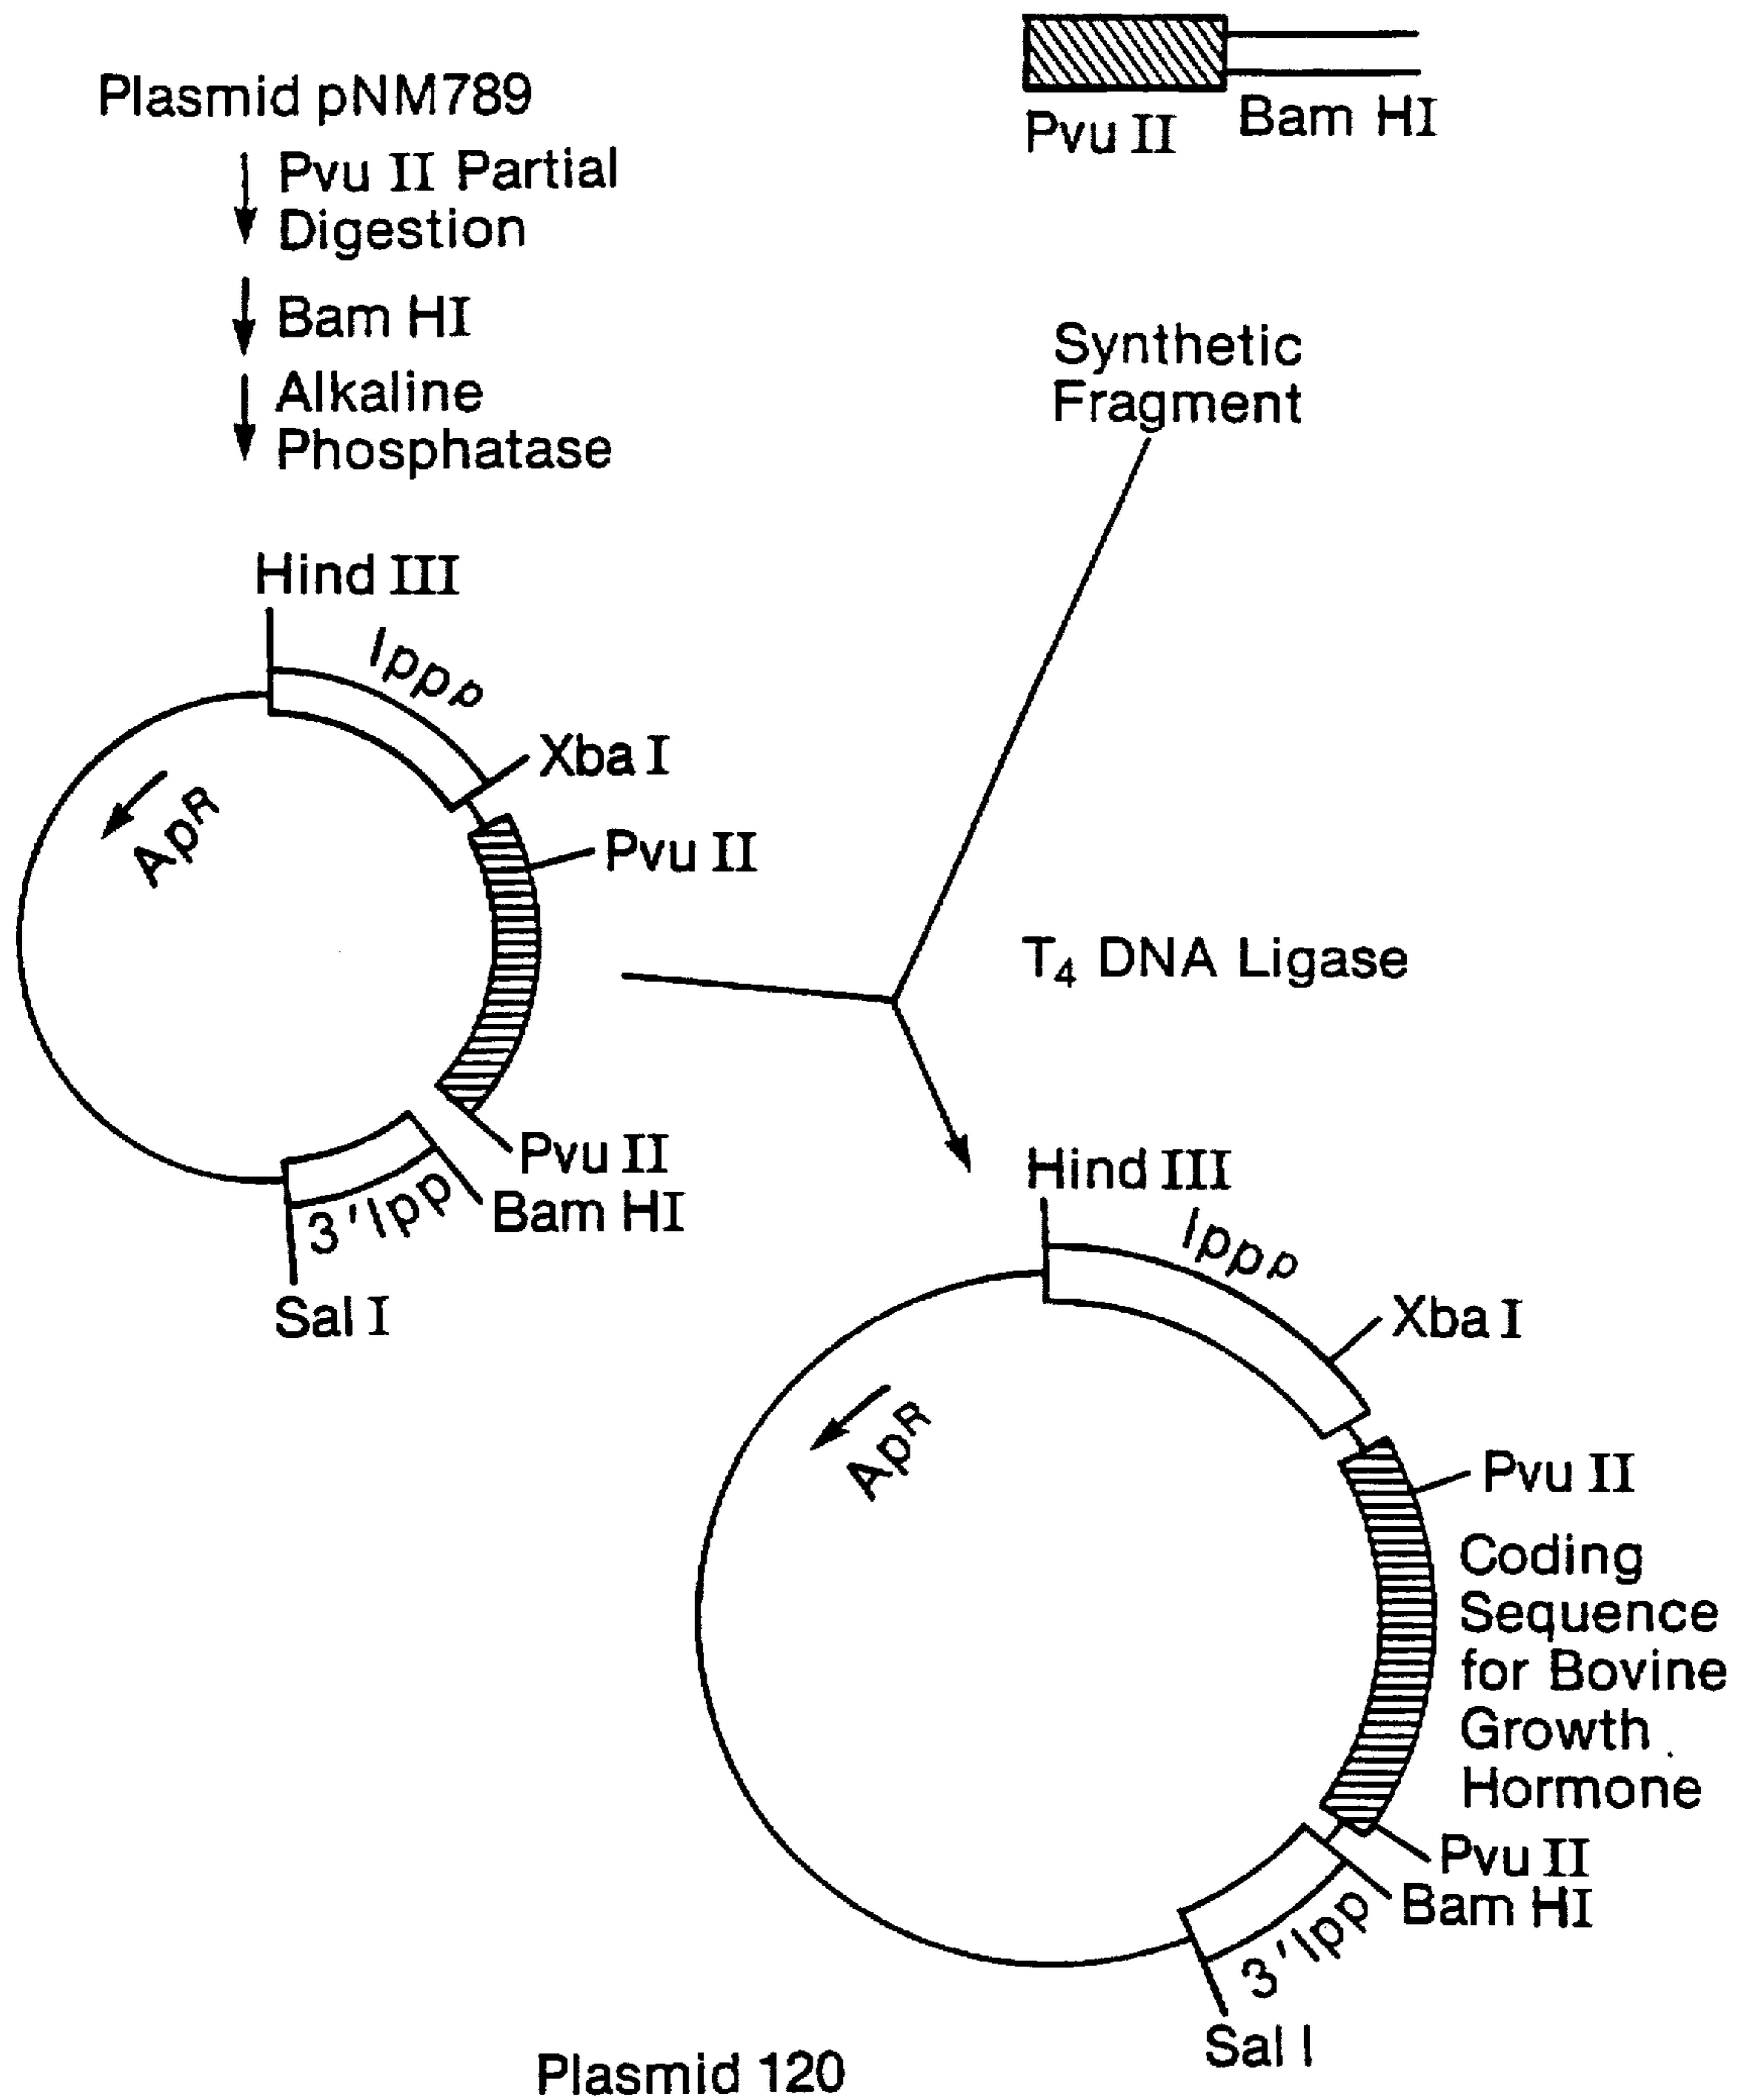 Plasmid pNM789
Pvu II Partial
Digestion
Bam HI
Alkaline
Phosphatase
Pvu II
Bam HI
Synthetic
Fragment
Hind III
lppp
Xba I
Pvu II
ApR
Pvu II
Bam HI
3'lpp
Sal I
T4 DNA Ligase
Hind III
lppp
Xba I
Pvu II
ApR
Coding
Sequence
for Bovine
Growth
Hormone
Pvu II
Bam HI
3'lpp
Sal I
Plasmid 120